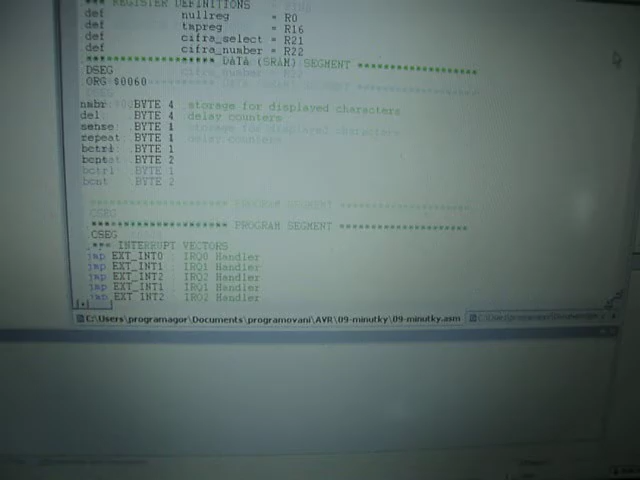 *** REGISTER DEFINITIONS
def nullreg = R0
def tmpreg = R16
def cifra_select = R21
def cifra_number = R22
****************** DATA (SRAM) SEGMENT ******************
DSEG
ORG $0060
nmbr: .BYTE 4 storage for displayed characters
del: .BYTE 4 delay counters
sense: .BYTE 1
repeat: .BYTE 1
bctrl: .BYTE 1
.BYTE 2
bctrl: .BYTE 1
bcnt .BYTE 2
PROGRAM SEGMENT
CSEG
****************** PROGRAM SEGMENT ******************
CSEG
*** INTERRUPT VECTORS
jmp EXT_INT0 : IRQ0 Handler
jmp EXT_INT1 : IRQ1 Handler
jmp EXT_INT2 : IRQ2 Handler
jmp EXT_INT1 : IRQ1 Handler
jmp EXT_INT2 : IRQ2 Handler
C:\Users\programagor\Documents\programovani\AVR\09-minutky\09-minutky.asm